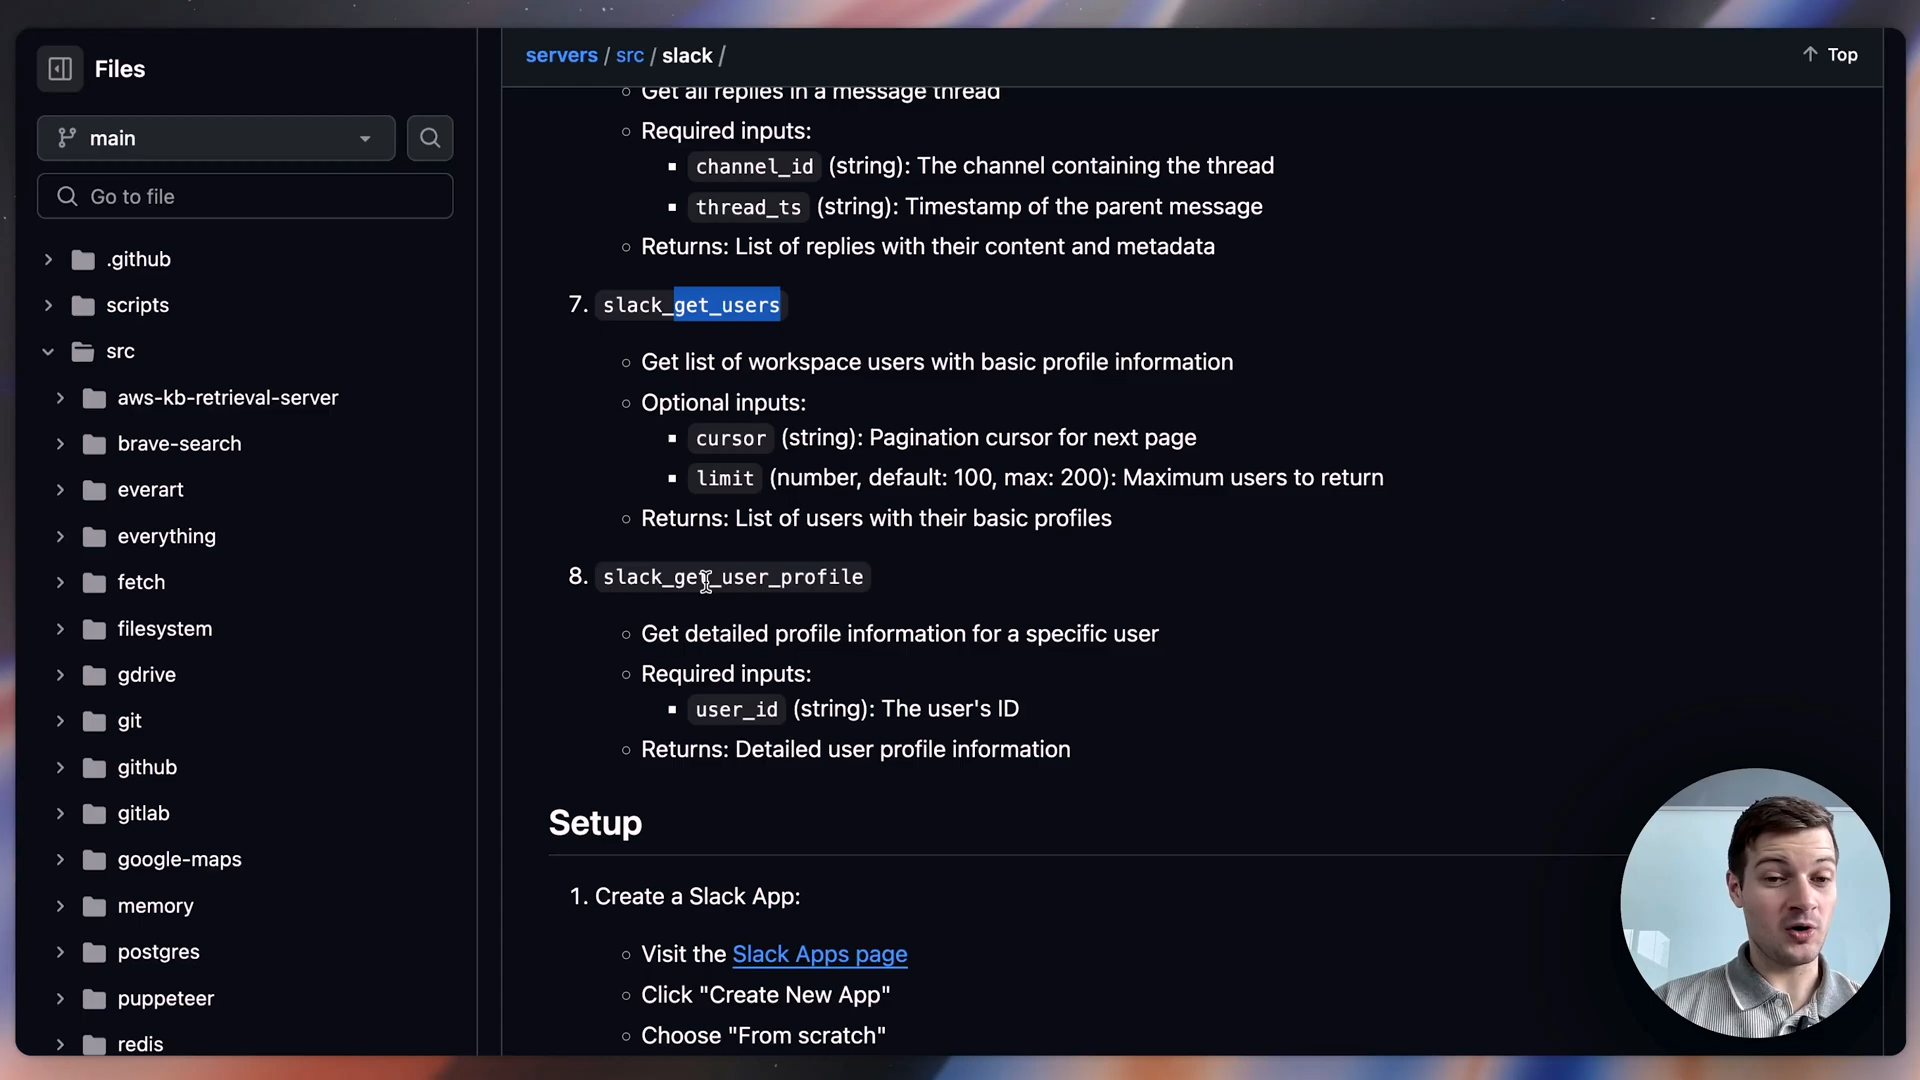 Files
main
Go to file
.github
scripts
src
aws-kb-retrieval-server
brave-search
everart
everything
fetch
filesystem
gdrive
git
github
gitlab
google-maps
memory
postgres
puppeteer
redis
servers / src / slack /
Top
Get all replies in a message thread
Required inputs:
channel_id (string): The channel containing the thread
thread_ts (string): Timestamp of the parent message
Returns: List of replies with their content and metadata
7. slack_get_users
Get list of workspace users with basic profile information
Optional inputs:
cursor (string): Pagination cursor for next page
limit (number, default: 100, max: 200): Maximum users to return
Returns: List of users with their basic profiles
8. slack_get_user_profile
Get detailed profile information for a specific user
Required inputs:
user_id (string): The user's ID
Returns: Detailed user profile information
Setup
1. Create a Slack App:
Visit the Slack Apps page
Click "Create New App"
Choose "From scratch"